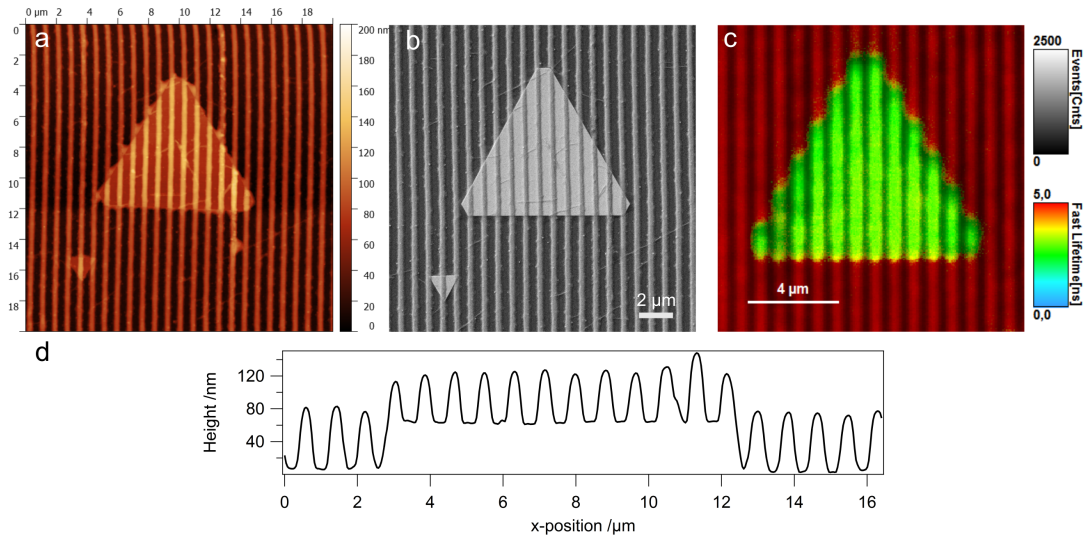 0 µm 2 4 6 8 10 12 14 16 18
0
2
4
6
8
10
12
14
16
18
a
200 nm
180
160
140
120
100
80
60
40
20
0
b
2 µm
c
4 µm
2500
Events[Cnts]
0
5,0
Fast Lifetime[ns]
0,0
d
Height /nm
120
80
40
0 2 4 6 8 10 12 14 16
x-position /µm